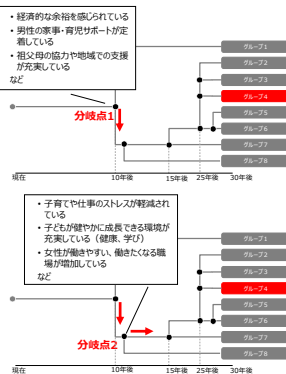 ・経済的な余裕を感じられている
・男性の家事・育児サポートが定
着している
・祖父母の協力や地域での支援
が充実している
など
グループ1
グループ2
グループ3
グループ4
グループ5
グループ6
グループ7
グループ8
分岐点1
現在
10年後
15年後
25年後
30年後
・子育てや仕事のストレスが軽減され
ている
・子どもが健やかに成長できる環境が
充実している（健康、学び）
・女性が働きやすい、働きたくなる職
場が増加している
など
グループ1
グループ2
グループ3
グループ4
グループ5
グループ6
グループ7
グループ8
分岐点2
現在
10年後
15年後
25年後
30年後